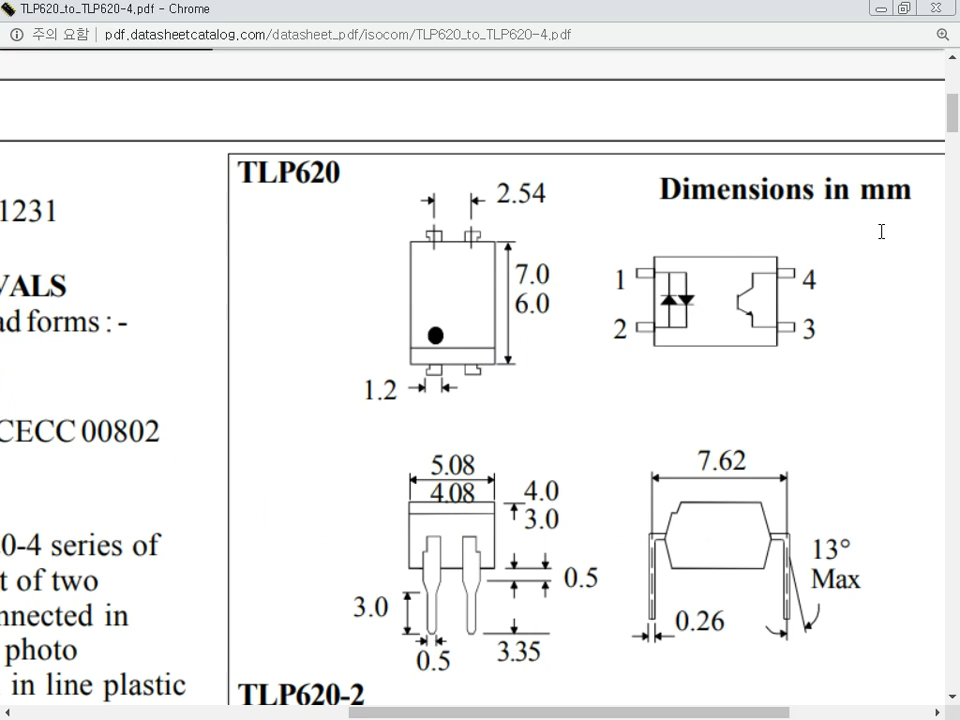 TLP620_to_TLP620-4.pdf - Chrome
주의 요함 | pdf.datasheetcatalog.com/datasheet_pdf/isocom/TLP620_to_TLP620-4.pdf
1231
VALS
ad forms : -
CECC 00802
0-4 series of
t of two
nnected in
photo
in line plastic
TLP620
Dimensions in mm
2.54
7.0
6.0
1.2
1
2
4
3
5.08
4.08
4.0
3.0
0.5
3.0
0.5
3.35
7.62
13°
Max
0.26
TLP620-2